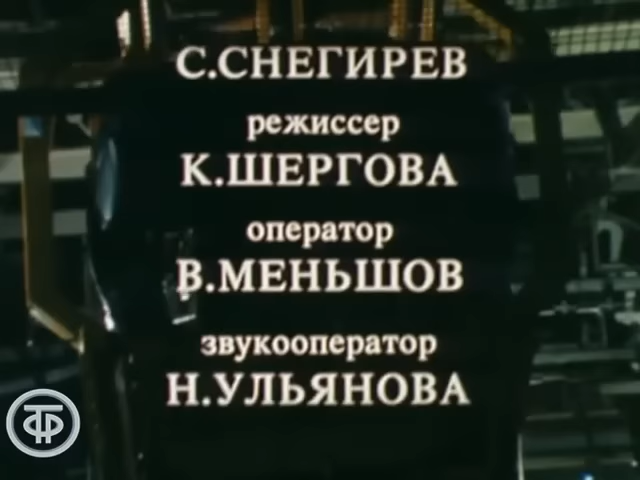 С.СНЕГИРЕВ
режиссер
К.ШЕРГОВА
оператор
В.МЕНЬШОВ
звукооператор
Н.УЛЬЯНОВА